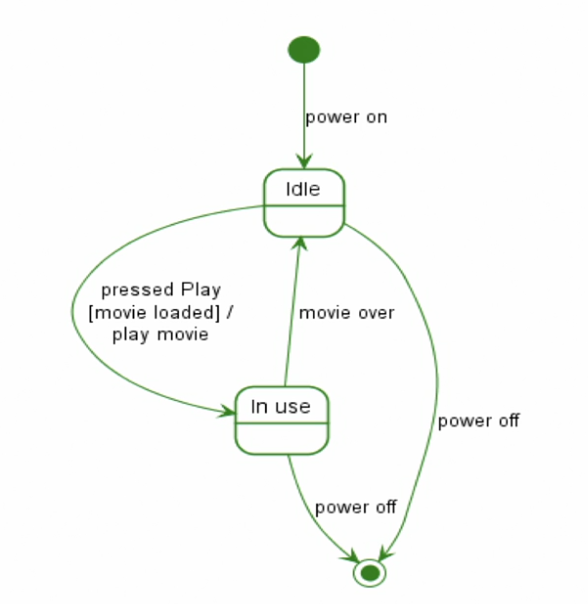 power on
Idle
pressed Play
[movie loaded] /
play movie
movie over
In use
power off
power off